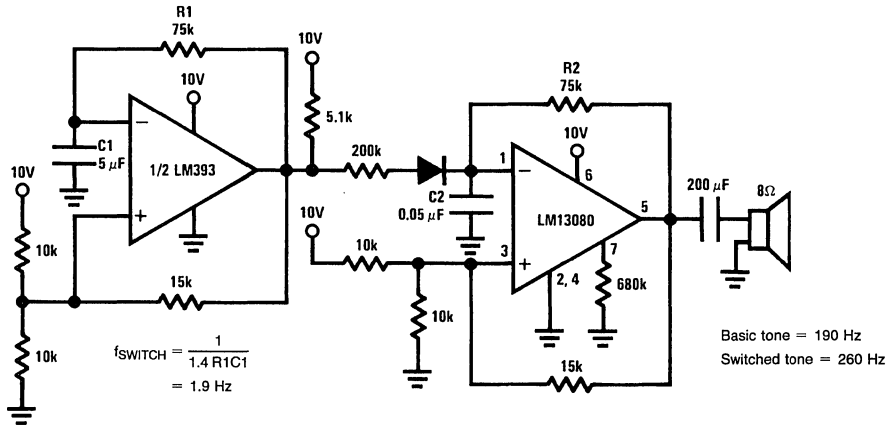 R1
75k
10V
10V
R2
75k
5.1k
10V
C1
5 μF
1/2 LM393
10V
200k
1
6
C2
0.05 μF
LM13080
200 μF
8Ω
5
10V
10k
10k
3
7
15k
2, 4
680k
10k
10k
15k
fSWITCH = 1 / 1.4 R1C1
= 1.9 Hz
Basic tone = 190 Hz
Switched tone = 260 Hz
−
+
−
+